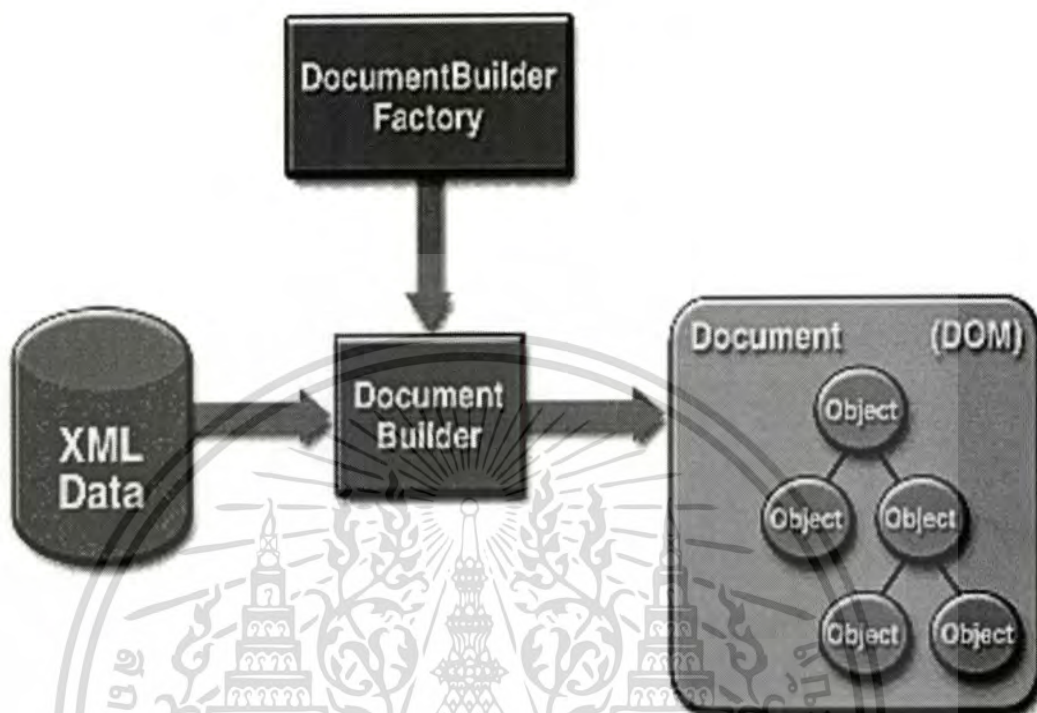 DocumentBuilder
Factory
XML
Data
Document
Builder
Document (DOM)
Object
Object
Object
Object
Object